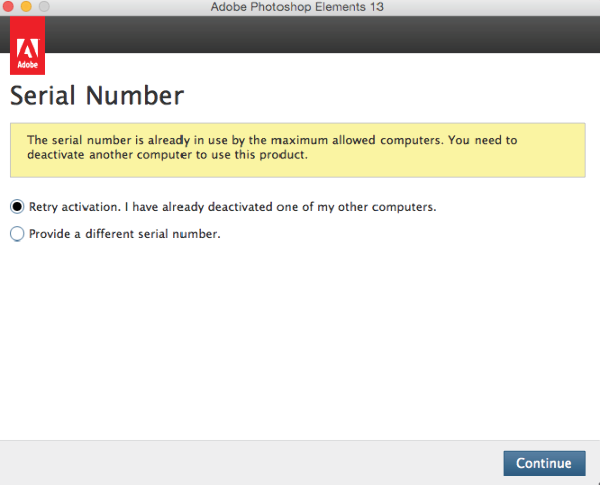 Adobe Photoshop Elements 13
Adobe
Serial Number
The serial number is already in use by the maximum allowed computers. You need to
deactivate another computer to use this product.
Retry activation. I have already deactivated one of my other computers.
Provide a different serial number.
Continue